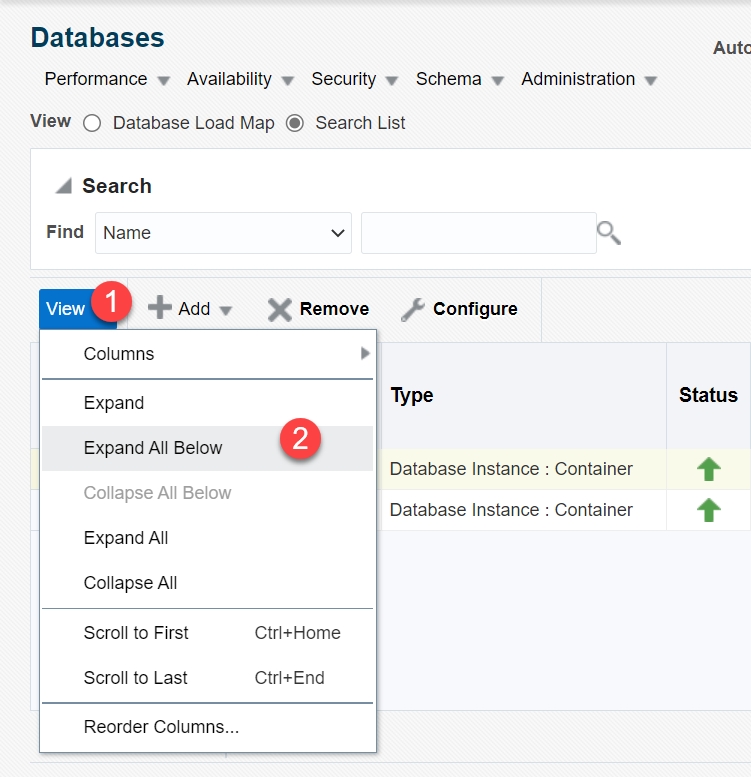 Databases
Auto
Performance Availability Security Schema Administration
View Database Load Map Search List
Search
Find Name
View 1 Add Remove Configure
Columns
Type Status
Expand
Expand All Below 2
Database Instance : Container
Collapse All Below
Database Instance : Container
Expand All
Collapse All
Scroll to First Ctrl+Home
Scroll to Last Ctrl+End
Reorder Columns...